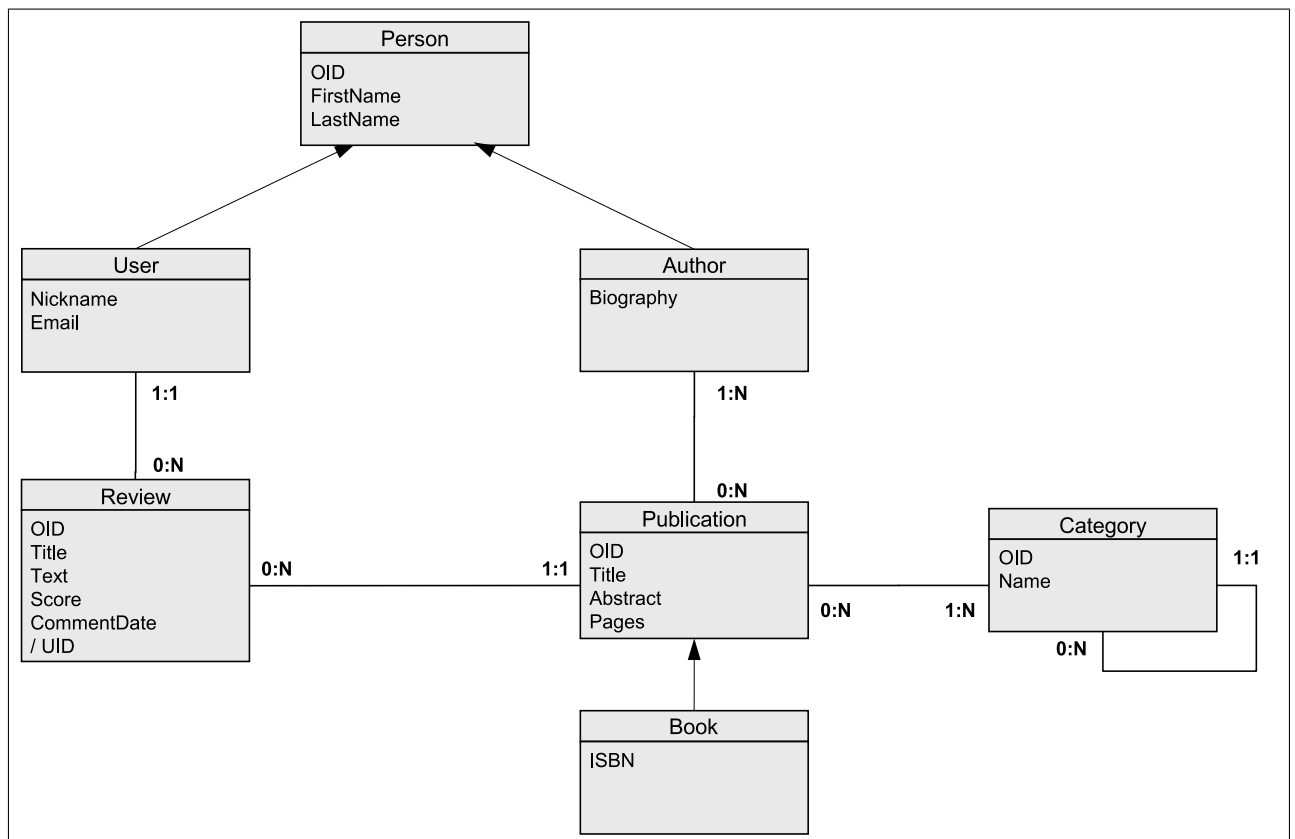 Person
OID
FirstName
LastName
User
Nickname
Email
Author
Biography
1:1
1:N
0:N
0:N
Review
OID
Title
Text
Score
CommentDate
/ UID
0:N
1:1
Publication
OID
Title
Abstract
Pages
0:N
1:N
Category
OID
Name
1:1
0:N
Book
ISBN